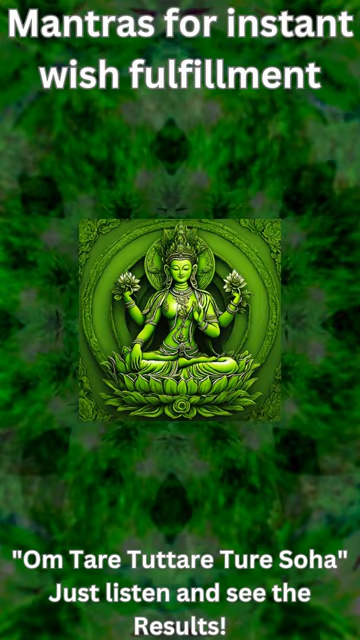 Mantras for instant
wish fulfillment
"Om Tare Tuttare Ture Soha"
Just listen and see the
Results!